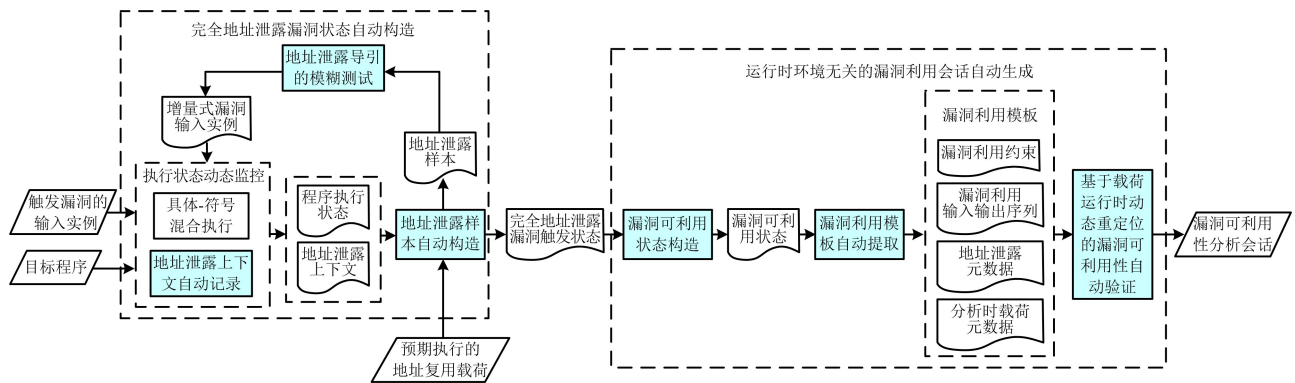 完全地址泄露漏洞状态自动构造
地址泄露导引
的模糊测试
增量式漏洞
输入实例
地址泄露
样本
执行状态动态监控
具体-符号
混合执行
地址泄露上下
文自动记录
触发漏洞的
输入实例
目标程序
程序执行
状态
地址泄露
上下文
地址泄露样
本自动构造
预期执行的
地址复用载荷
完全地址泄露
漏洞触发状态
运行时环境无关的漏洞利用会话自动生成
漏洞可利用
状态构造
漏洞可利
用状态
漏洞利用模
板自动提取
漏洞利用模板
漏洞利用约束
漏洞利用
输入输出序列
地址泄露
元数据
分析时载荷
元数据
基于载荷
运行时动
态重定位
的漏洞可
利用性自
动验证
漏洞可利用
性分析会话